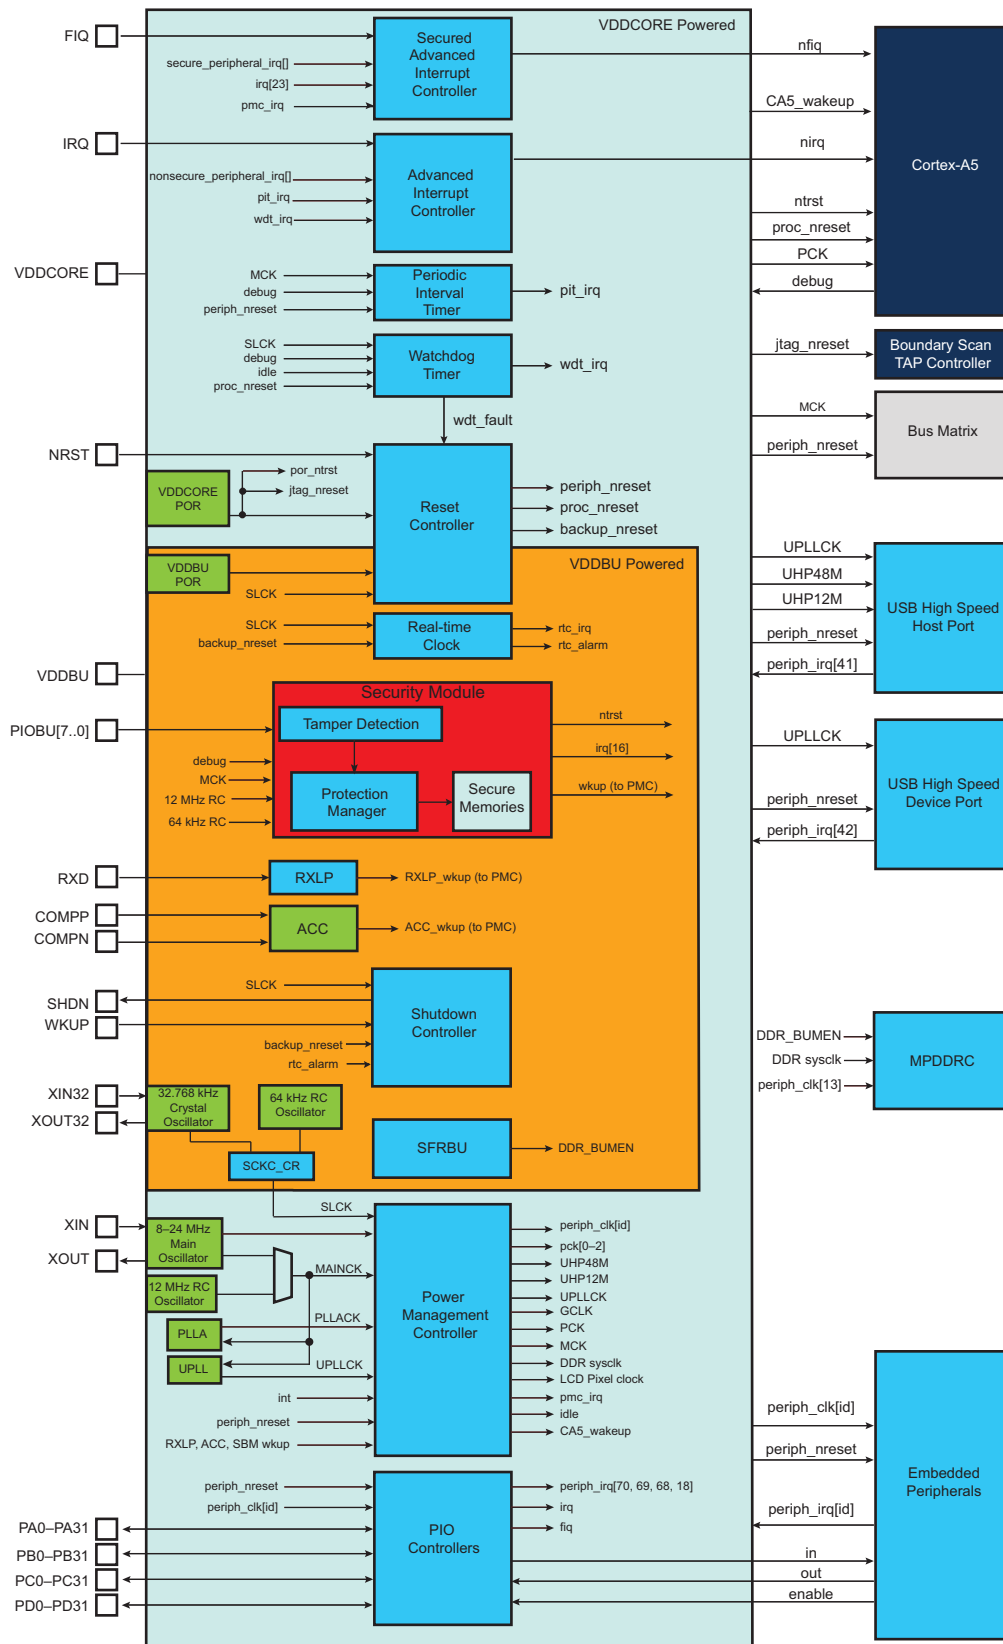 VDDCORE Powered
FIQ
secure_peripheral_irq[]
irq[23]
pmc_irq
Secured
Advanced
Interrupt
Controller
nfiq
CA5_wakeup
IRQ
nonsecure_peripheral_irq[]
pit_irq
wdt_irq
Advanced
Interrupt
Controller
nirq
Cortex-A5
ntrst
proc_nreset
PCK
debug
VDDCORE
MCK
debug
periph_nreset
Periodic
Interval
Timer
pit_irq
SLCK
debug
idle
proc_nreset
Watchdog
Timer
wdt_irq
jtag_nreset
Boundary Scan
TAP Controller
wdt_fault
MCK
periph_nreset
Bus Matrix
NRST
VDDCORE
POR
por_ntrst
jtag_nreset
Reset
Controller
periph_nreset
proc_nreset
backup_nreset
VDDBU Powered
VDDBU
POR
SLCK
UPLLCK
UHP48M
UHP12M
periph_nreset
periph_irq[41]
USB High Speed
Host Port
SLCK
backup_nreset
Real-time
Clock
rtc_irq
rtc_alarm
VDDBU
PIOBU[7..0]
Security Module
Tamper Detection
debug
MCK
12 MHz RC
64 kHz RC
Protection
Manager
Secure
Memories
ntrst
irq[16]
wkup (to PMC)
UPLLCK
periph_nreset
periph_irq[42]
USB High Speed
Device Port
RXD
RXLP
RXLP_wkup (to PMC)
COMPP
COMPN
ACC
ACC_wkup (to PMC)
SHDN
WKUP
SLCK
backup_nreset
rtc_alarm
Shutdown
Controller
DDR_BUMEN
DDR sysclk
periph_clk[13]
MPDDRC
XIN32
XOUT32
32.768 kHz
Crystal
Oscillator
64 kHz RC
Oscillator
SCKC_CR
SFRBU
DDR_BUMEN
SLCK
XIN
XOUT
8–24 MHz
Main
Oscillator
12 MHz RC
Oscillator
MAINCK
PLLACK
PLLA
UPLL
UPLLCK
int
periph_nreset
RXLP, ACC, SBM wkup
Power
Management
Controller
periph_clk[id]
pck[0–2]
UHP48M
UHP12M
UPLLCK
GCLK
PCK
MCK
DDR sysclk
LCD Pixel clock
pmc_irq
idle
CA5_wakeup
periph_clk[id]
periph_nreset
periph_irq[id]
in
out
enable
Embedded
Peripherals
periph_nreset
periph_clk[id]
PIO
Controllers
periph_irq[70, 69, 68, 18]
irq
fiq
PA0–PA31
PB0–PB31
PC0–PC31
PD0–PD31